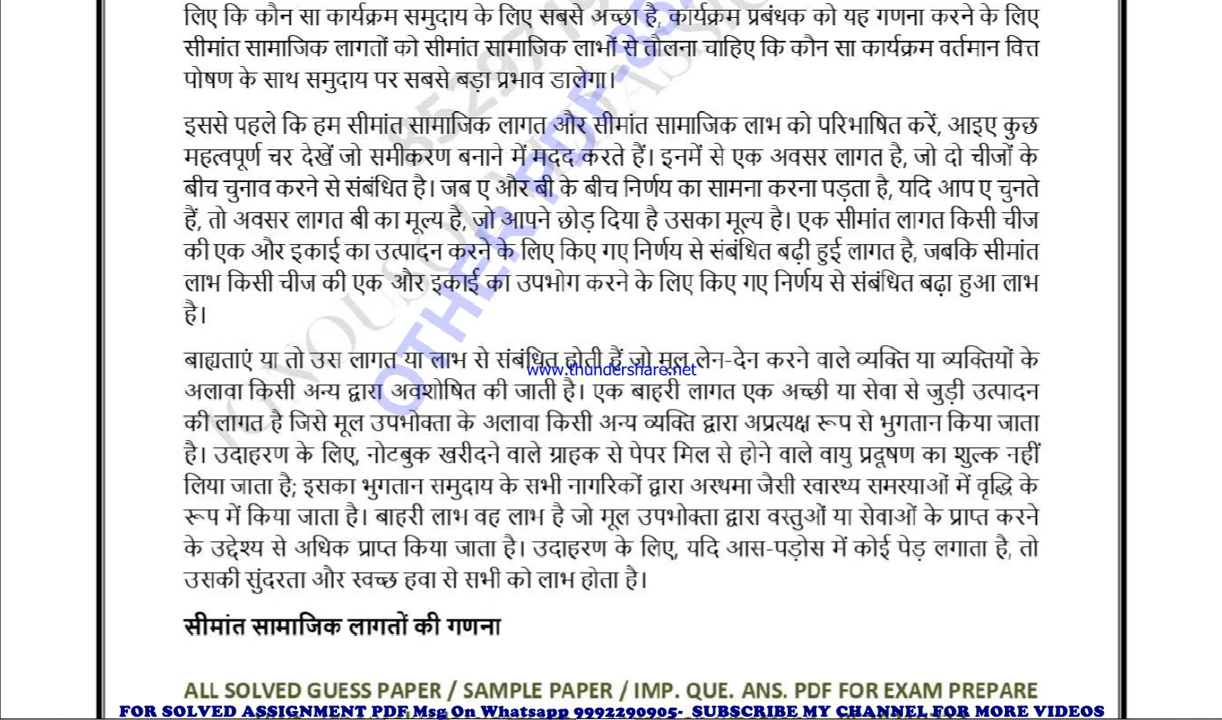 लिए कि कौन सा कार्यक्रम समुदाय के लिए सबसे अच्छा है, कार्यक्रम प्रबंधक को यह गणना करने के लिए
सीमांत सामाजिक लागतों को सीमांत सामाजिक लाभों से तौलना चाहिए कि कौन सा कार्यक्रम वर्तमान वित्त
पोषण के साथ समुदाय पर सबसे बड़ा प्रभाव डालेगा।
इससे पहले कि हम सीमांत सामाजिक लागत और सीमांत सामाजिक लाभ को परिभाषित करें, आइए कुछ
महत्वपूर्ण चर देखें जो समीकरण बनाने में मदद करते हैं। इनमें से एक अवसर लागत है, जो दो चीजों के
बीच चुनाव करने से संबंधित है। जब ए और बी के बीच निर्णय का सामना करना पड़ता है, यदि आप ए चुनते
हैं, तो अवसर लागत बी का मूल्य है, जो आपने छोड़ दिया है उसका मूल्य है। एक सीमांत लागत किसी चीज
की एक और इकाई का उत्पादन करने के लिए किए गए निर्णय से संबंधित बढ़ी हुई लागत है, जबकि सीमांत
लाभ किसी चीज की एक और इकाई का उपभोग करने के लिए किए गए निर्णय से संबंधित बढ़ा हुआ लाभ
है।
बाह्यताएं या तो उस लागत या लाभ से संबंधित होती हैं जो मूल लेन-देन करने वाले व्यक्ति या व्यक्तियों के
www.thundershare.net
अलावा किसी अन्य द्वारा अवशोषित की जाती है। एक बाहरी लागत एक अच्छी या सेवा से जुड़ी उत्पादन
की लागत है जिसे मूल उपभोक्ता के अलावा किसी अन्य व्यक्ति द्वारा अप्रत्यक्ष रूप से भुगतान किया जाता
है। उदाहरण के लिए, नोटबुक खरीदने वाले ग्राहक से पेपर मिल से होने वाले वायु प्रदूषण का शुल्क नहीं
लिया जाता है; इसका भुगतान समुदाय के सभी नागरिकों द्वारा अस्थमा जैसी स्वास्थ्य समस्याओं में वृद्धि के
रूप में किया जाता है। बाहरी लाभ वह लाभ है जो मूल उपभोक्ता द्वारा वस्तुओं या सेवाओं के प्राप्त करने
के उद्देश्य से अधिक प्राप्त किया जाता है। उदाहरण के लिए, यदि आस-पड़ोस में कोई पेड़ लगाता है, तो
उसकी सुंदरता और स्वच्छ हवा से सभी को लाभ होता है।
सीमांत सामाजिक लागतों की गणना
OTHER PDF-85
ALL SOLVED GUESS PAPER / SAMPLE PAPER / IMP. QUE. ANS. PDF FOR EXAM PREPARE
FOR SOLVED ASSIGNMENT PDF Msg On Whatsapp 9992290905- SUBSCRIBE MY CHANNEL FOR MORE VIDEOS